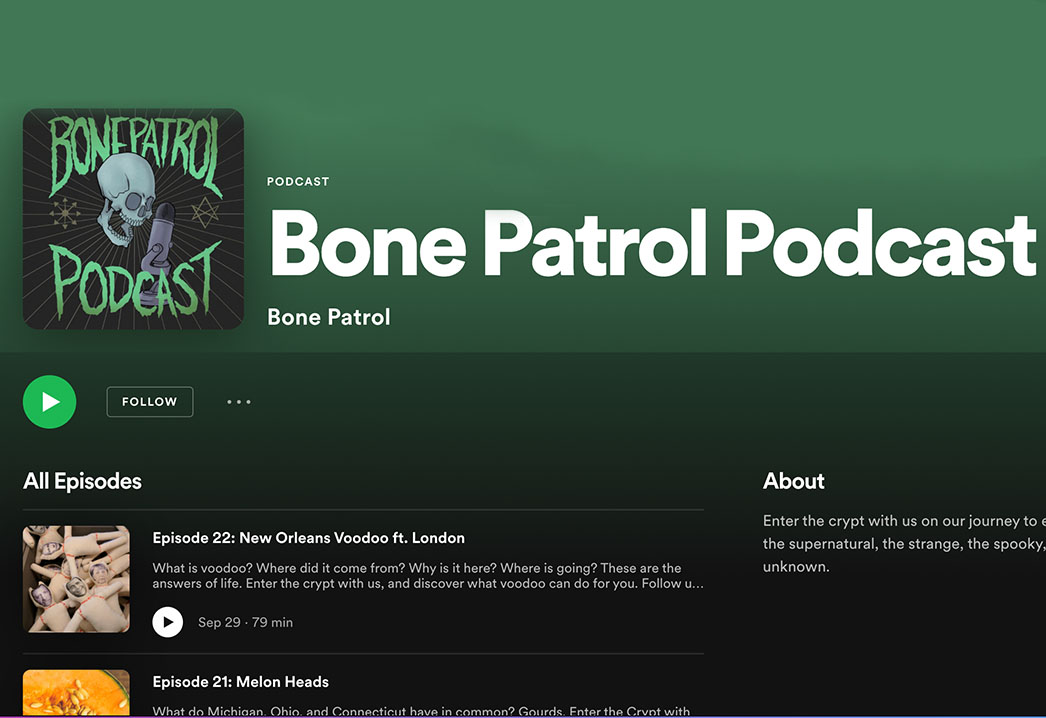 BONE PATROL
PODCAST
PODCAST
Bone Patrol Podcast
Bone Patrol
FOLLOW
All Episodes
Episode 22: New Orleans Voodoo ft. London
What is voodoo? Where did it come from? Why is it here? Where is going? These are the
answers of life. Enter the crypt with us, and discover what voodoo can do for you. Follow u...
Sep 29 · 79 min
Episode 21: Melon Heads
What do Michigan, Ohio, and Connecticut have in common? Gourds. Enter the Crypt with
About
Enter the crypt with us on our journey to
the supernatural, the strange, the spooky,
unknown.